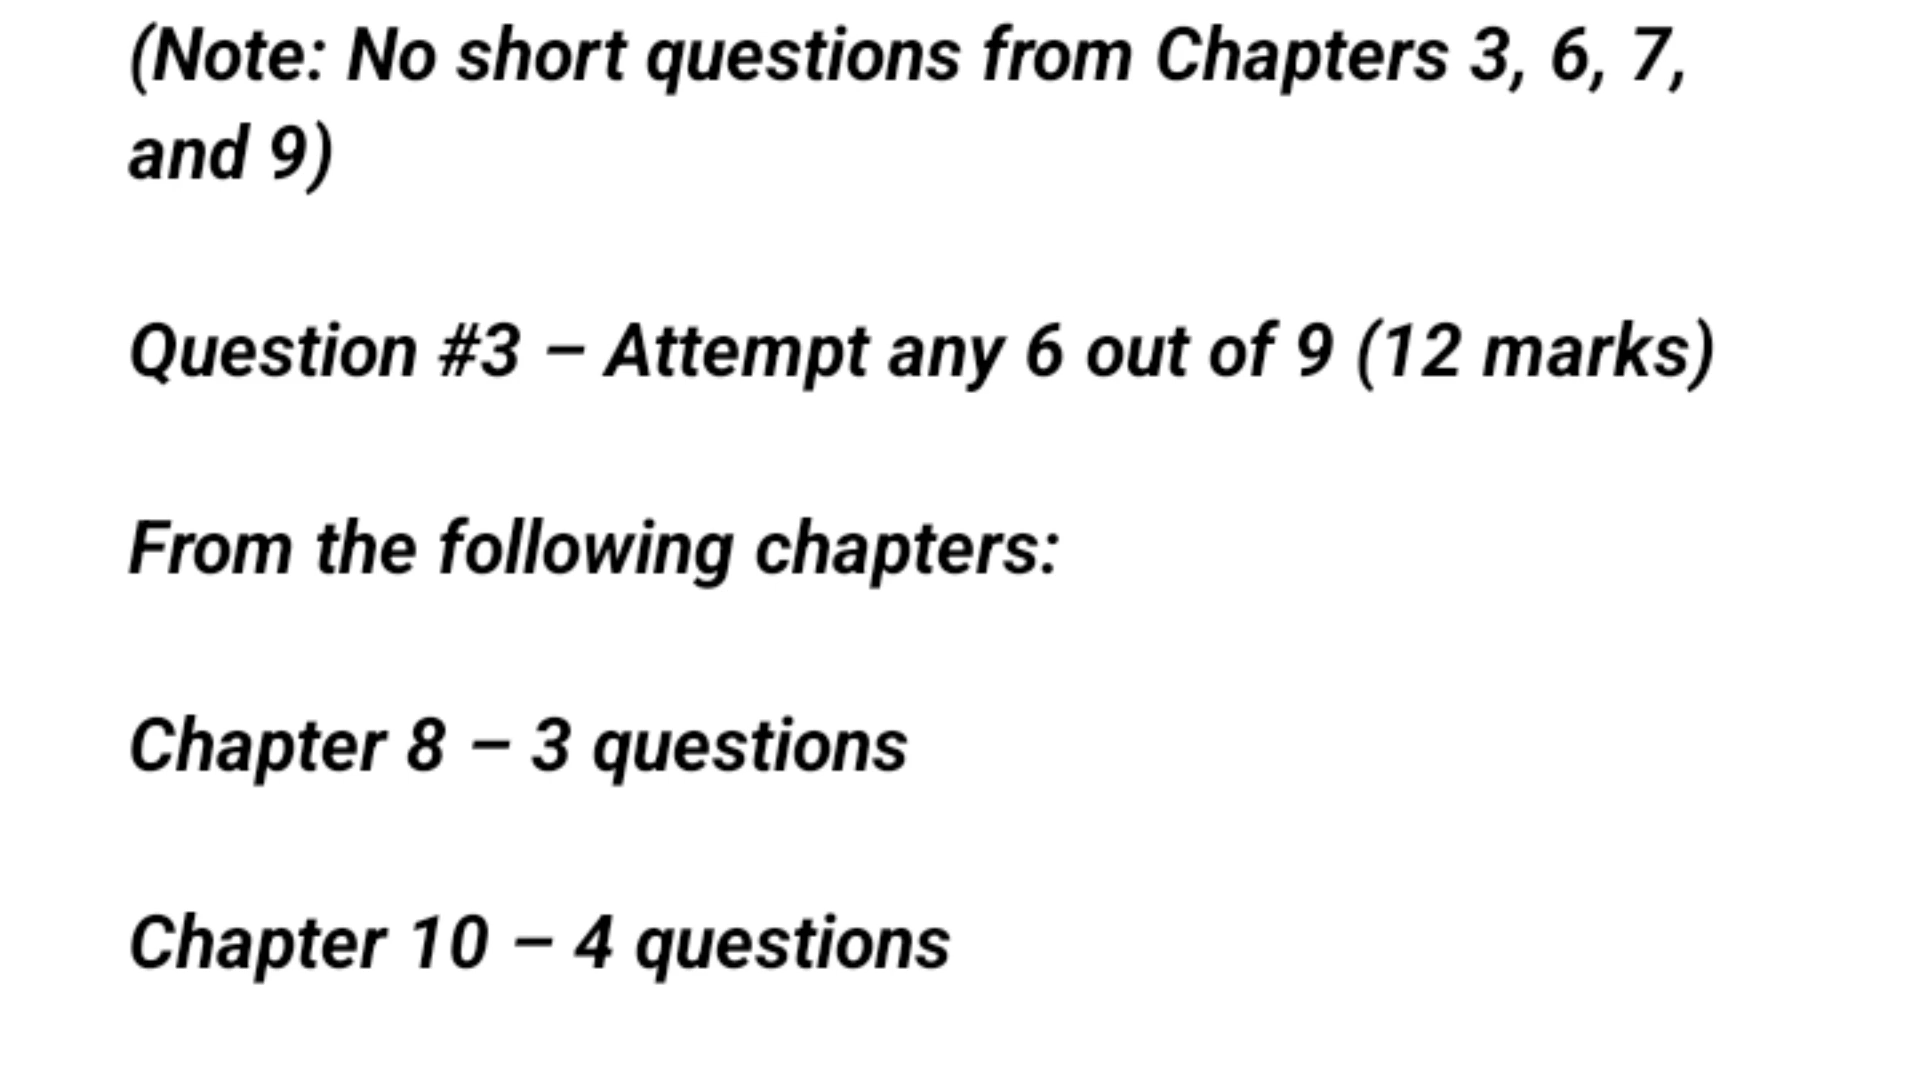 (Note: No short questions from Chapters 3, 6, 7,
and 9)
Question #3 – Attempt any 6 out of 9 (12 marks)
From the following chapters:
Chapter 8 – 3 questions
Chapter 10 – 4 questions